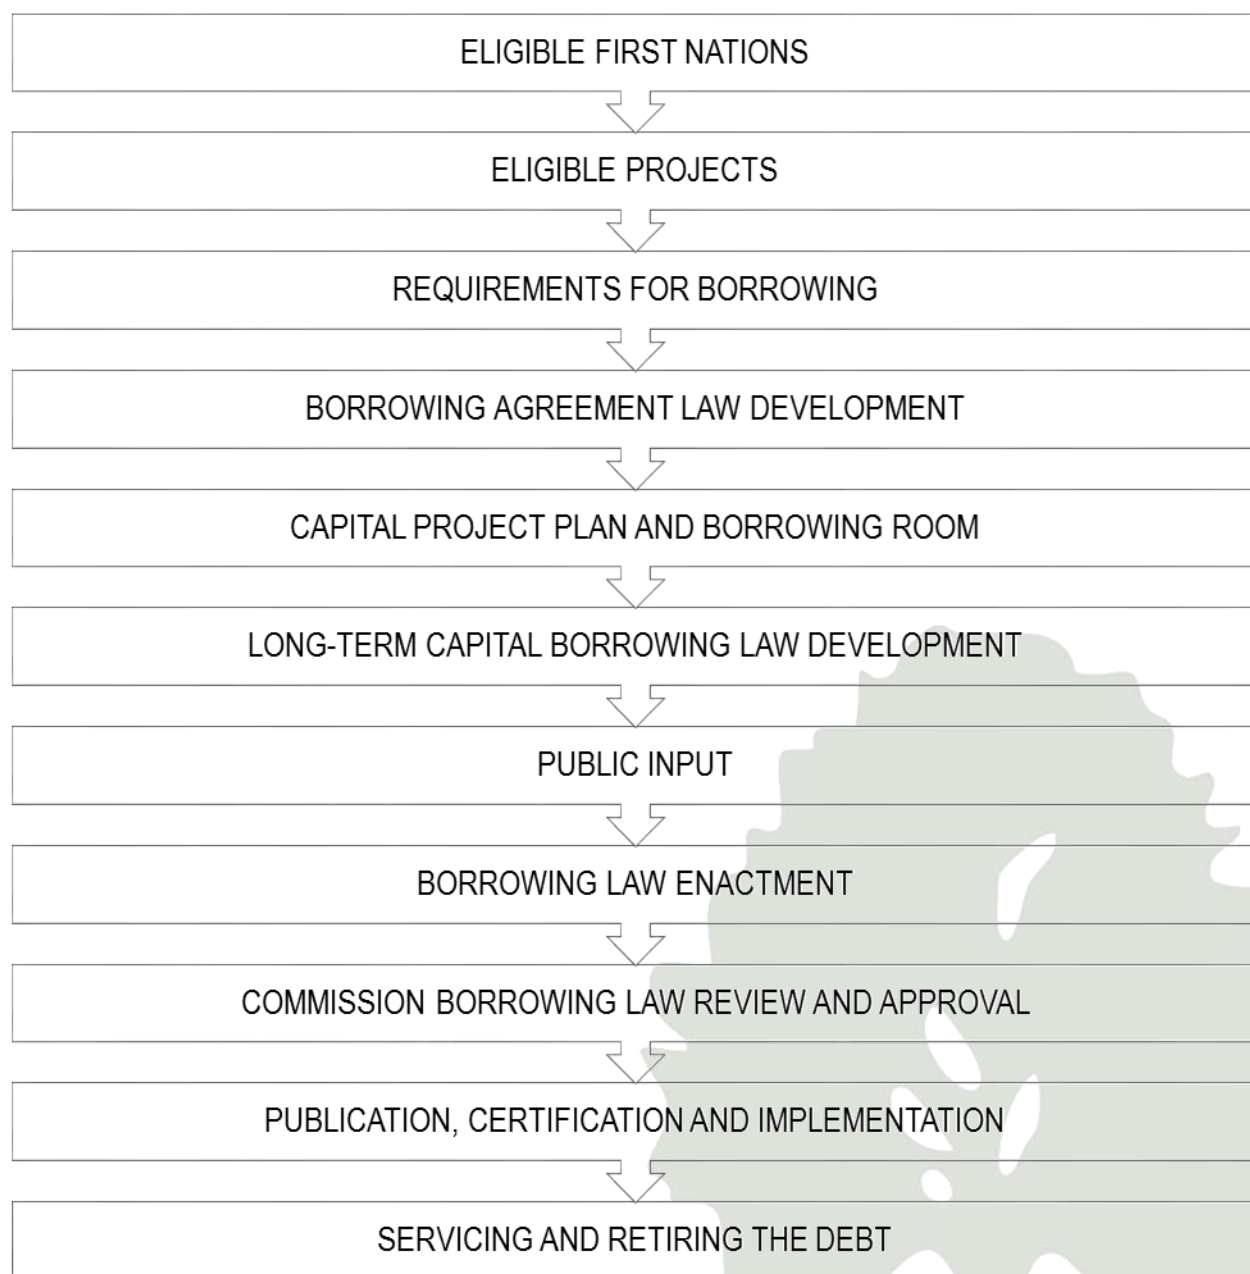 ELIGIBLE FIRST NATIONS
ELIGIBLE PROJECTS
REQUIREMENTS FOR BORROWING
BORROWING AGREEMENT LAW DEVELOPMENT
CAPITAL PROJECT PLAN AND BORROWING ROOM
LONG-TERM CAPITAL BORROWING LAW DEVELOPMENT
PUBLIC INPUT
BORROWING LAW ENACTMENT
COMMISSION BORROWING LAW REVIEW AND APPROVAL
PUBLICATION, CERTIFICATION AND IMPLEMENTATION
SERVICING AND RETIRING THE DEBT